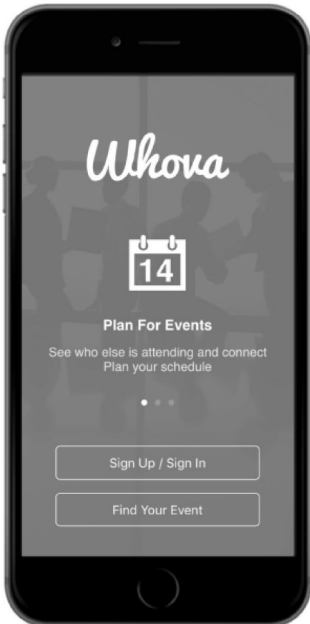 Whova
14
Plan For Events
See who else is attending and connect
Plan your schedule
Sign Up / Sign In
Find Your Event